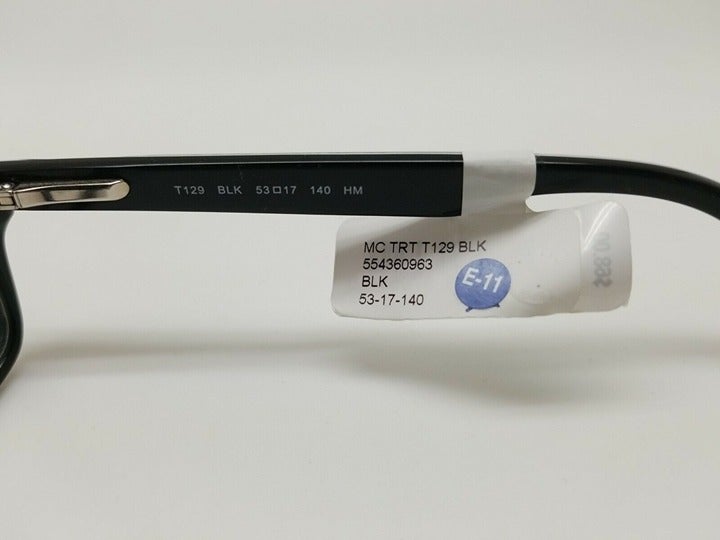 T129 BLK 53□17 140 HM
MC TRT T129 BLK
554360963
BLK
53-17-140
E-11